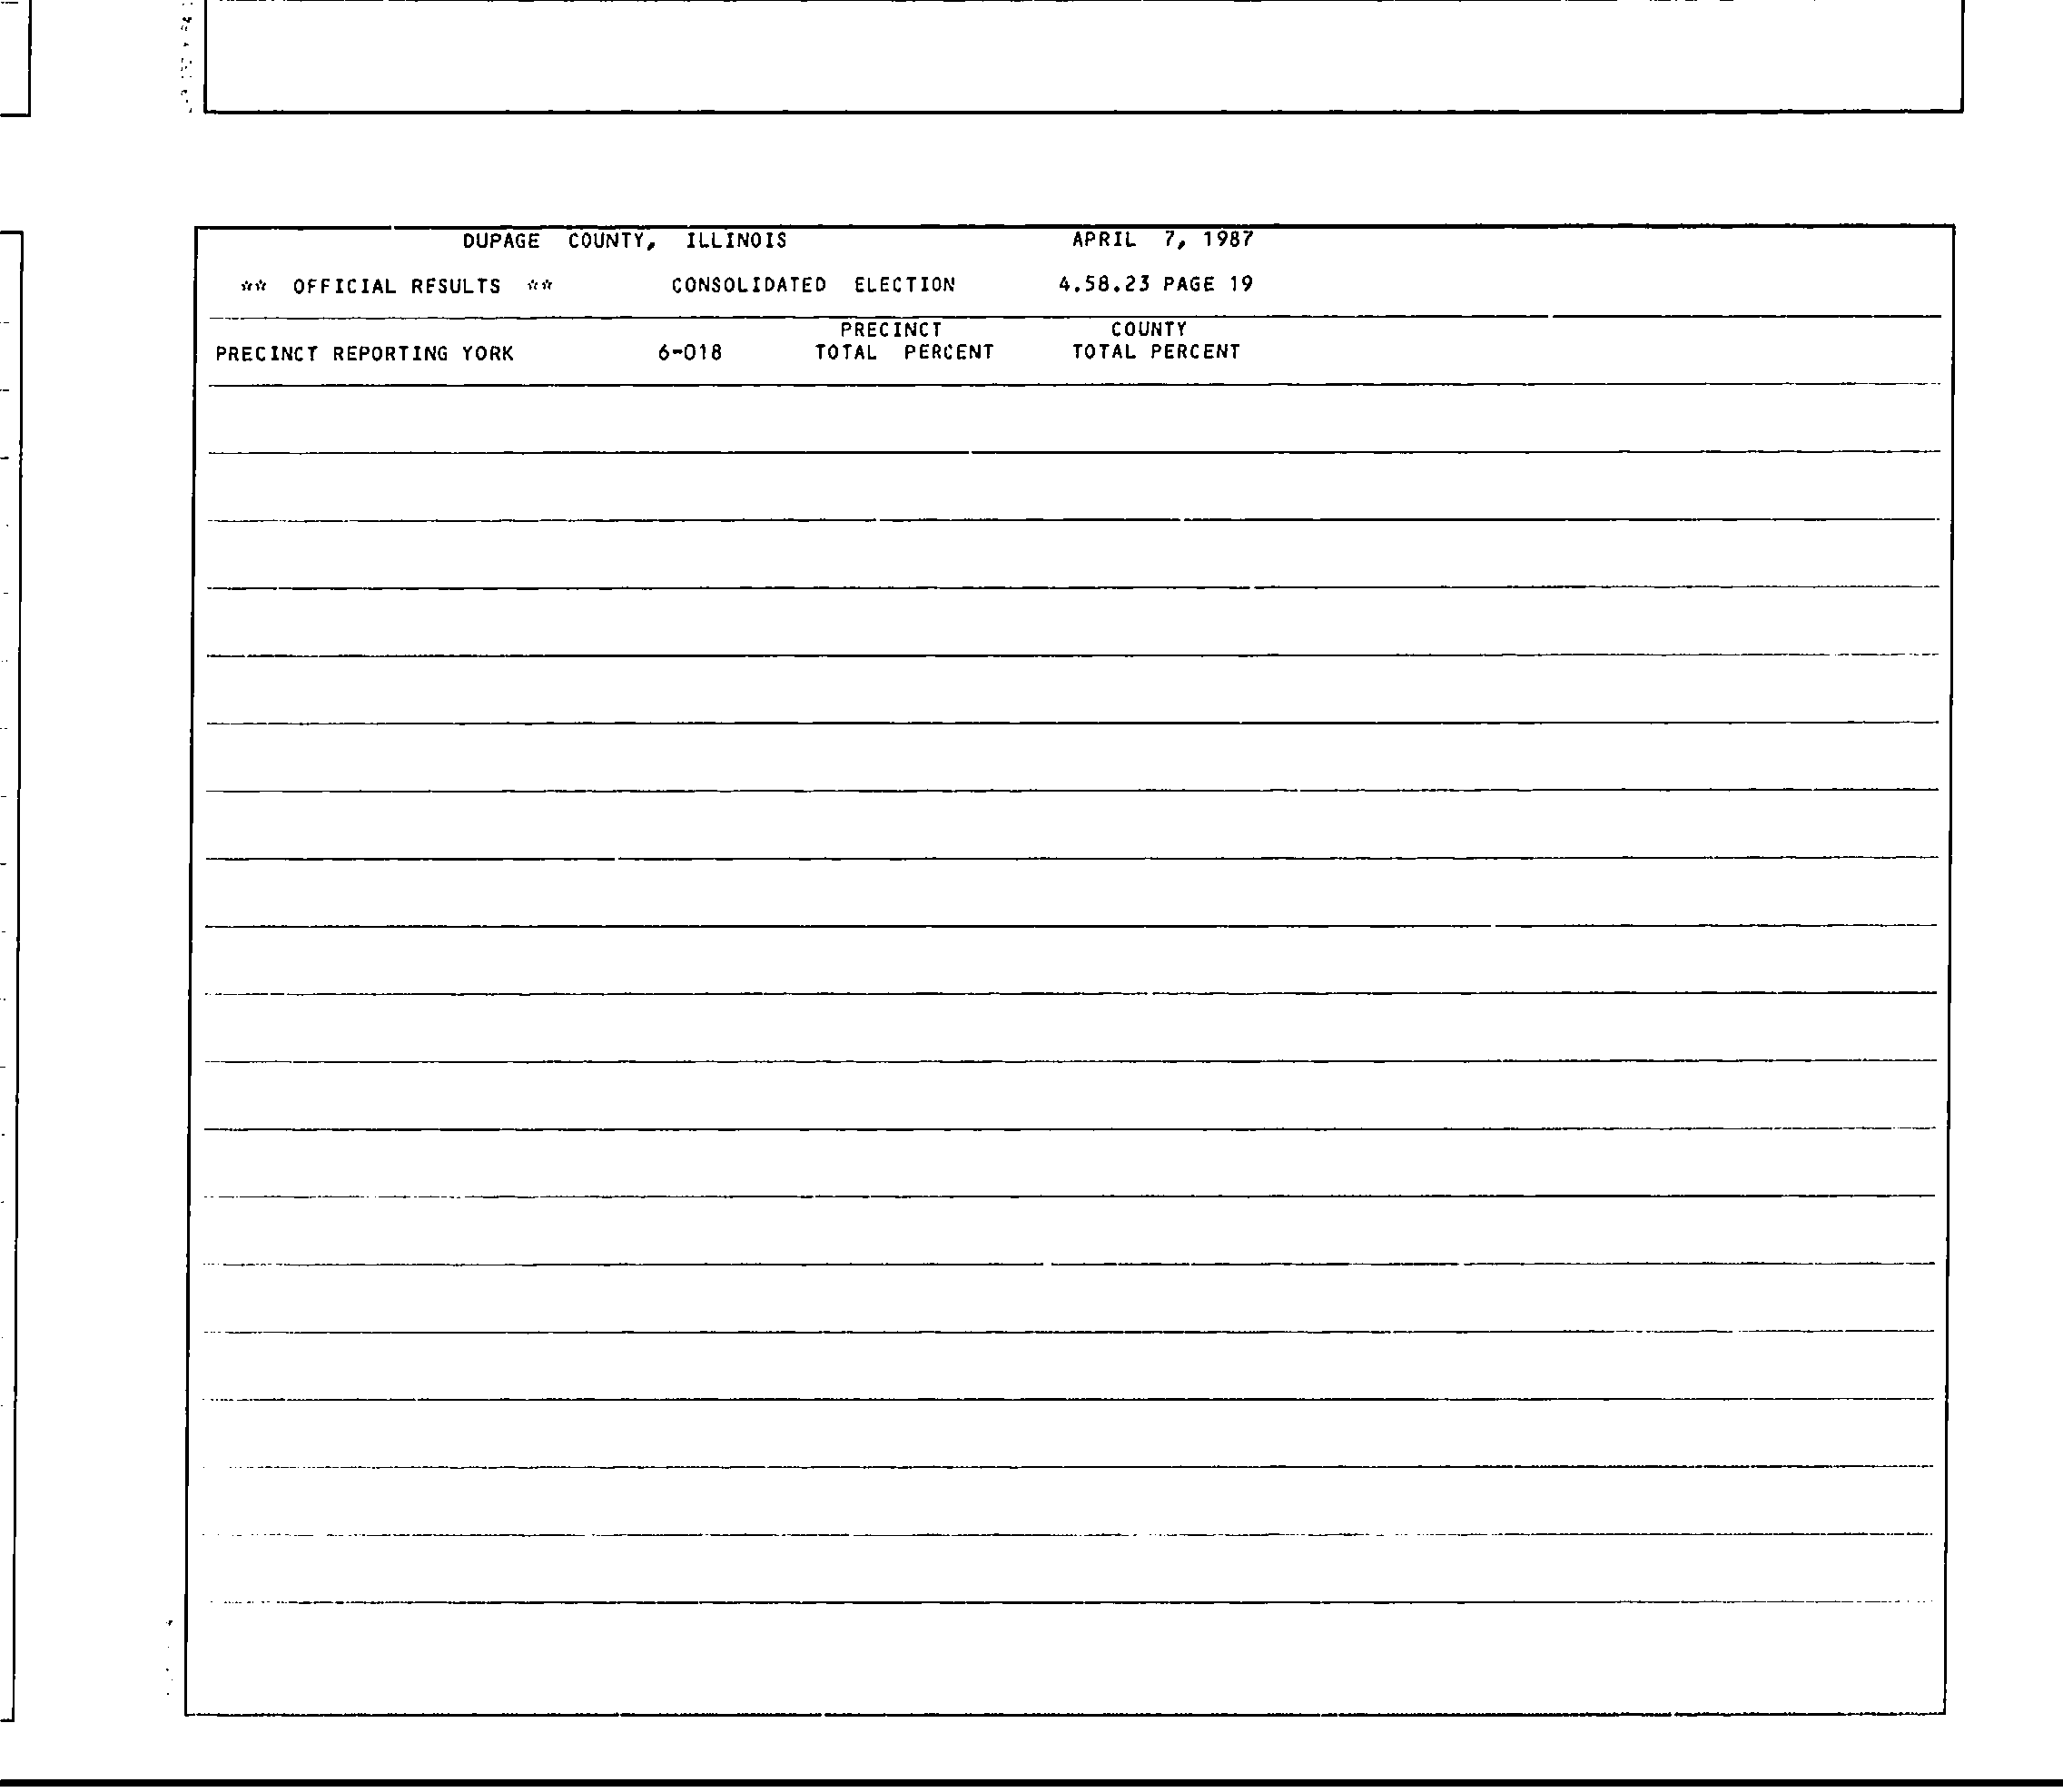 DUPAGE COUNTY, ILLINOIS APRIL 7, 1987
** OFFICIAL RESULTS ** CONSOLIDATED ELECTION 4.58.23 PAGE 19
PRECINCT COUNTY
PRECINCT REPORTING YORK 6-018 TOTAL PERCENT TOTAL PERCENT